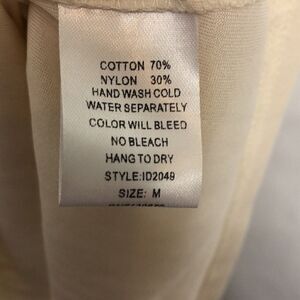 COTTON 70%
NYLON 30%
HAND WASH COLD
WATER SEPARATELY
COLOR WILL BLEED
NO BLEACH
HANG TO DRY
STYLE:ID2049
SIZE: M